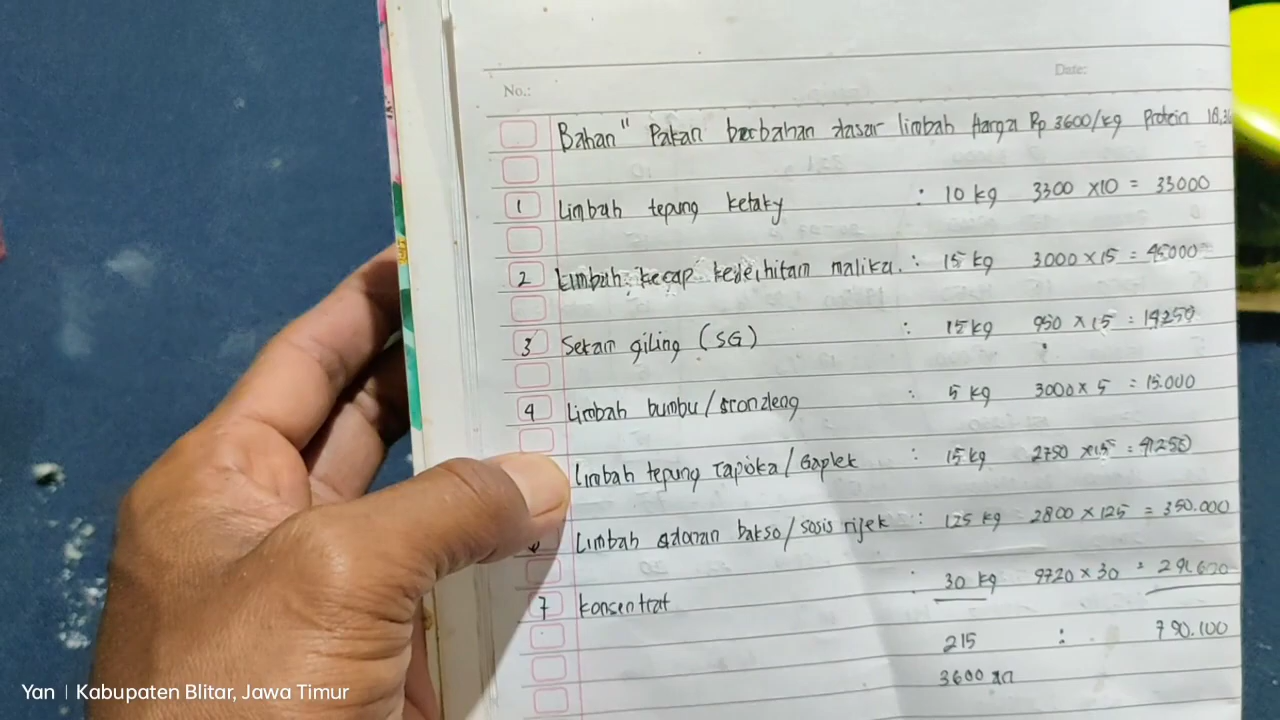 No.:
Date:
Bahan" Pakan berbahan dasar limbah Harga Rp 3600/kg Protein 18,3
1 Limbah tepung ketaky : 10 kg 3300 x10 = 33000
2 Limbah kecap kedelhitam malika. : 15 kg 3000 x 15 = 45000
3 Sekam giling (SG) : 15 kg 950 x 15 = 14250
4 Limbah bumbu / : 5 kg 3000 x 5 = 15.000
Limbah tepung Tapioka / Gaplek : 15 kg 2750 x 15 = 41250
Limbah adonan bakso / sosis rijek : 125 kg 2800 x 125 = 350.000
7 konsentrat : 30 kg 9720 x 30 =
215 : 790.100
3600
Yan | Kabupaten Blitar, Jawa Timur